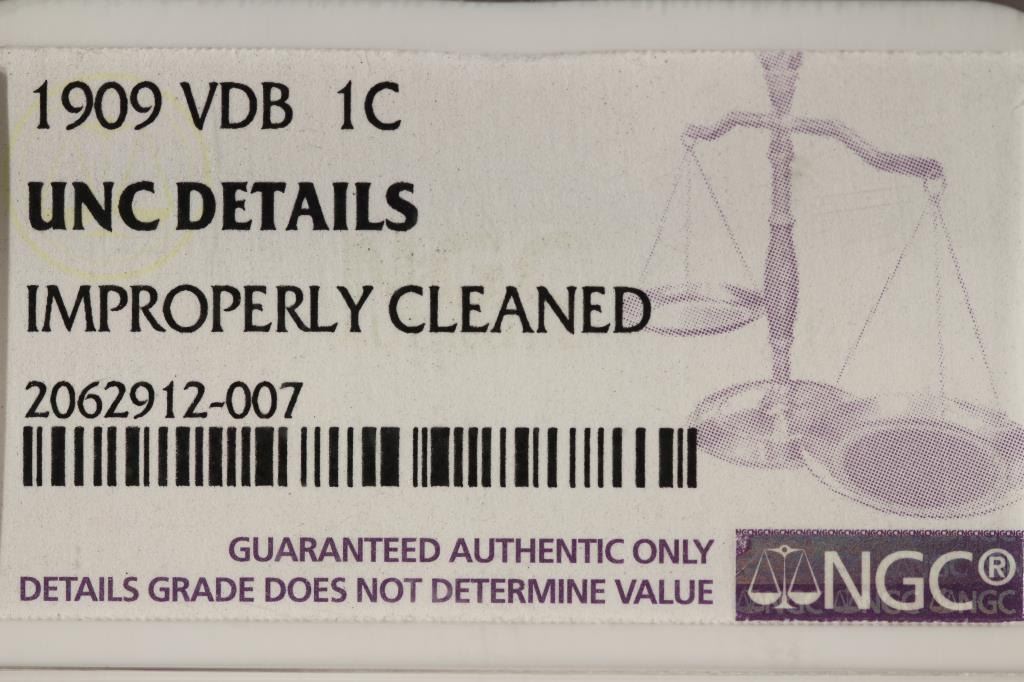 1909 VDB 1C
UNC DETAILS
IMPROPERLY CLEANED
2062912-007
GUARANTEED AUTHENTIC ONLY
DETAILS GRADE DOES NOT DETERMINE VALUE
NGC®